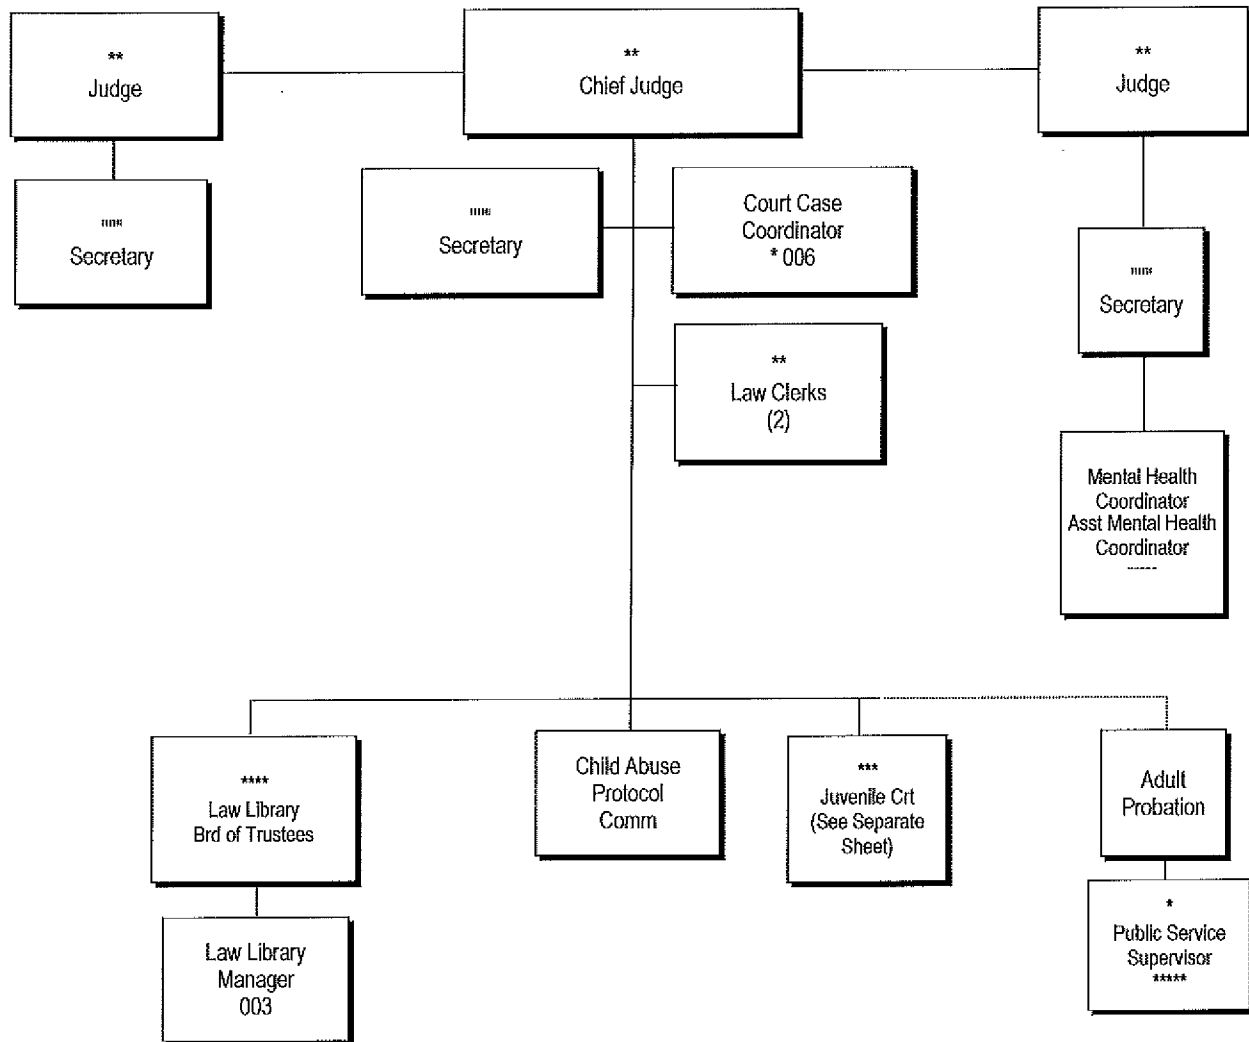 **
Judge
**
Chief Judge
**
Judge
Secretary
Secretary
Court Case
Coordinator
* 006
Secretary
**
Law Clerks
(2)
Mental Health
Coordinator
Asst Mental Health
Coordinator
****
Law Library
Brd of Trustees
Child Abuse
Protocol
Comm
***
Juvenile Crt
(See Separate
Sheet)
Adult
Probation
Law Library
Manager
003
*
Public Service
Supervisor
*****